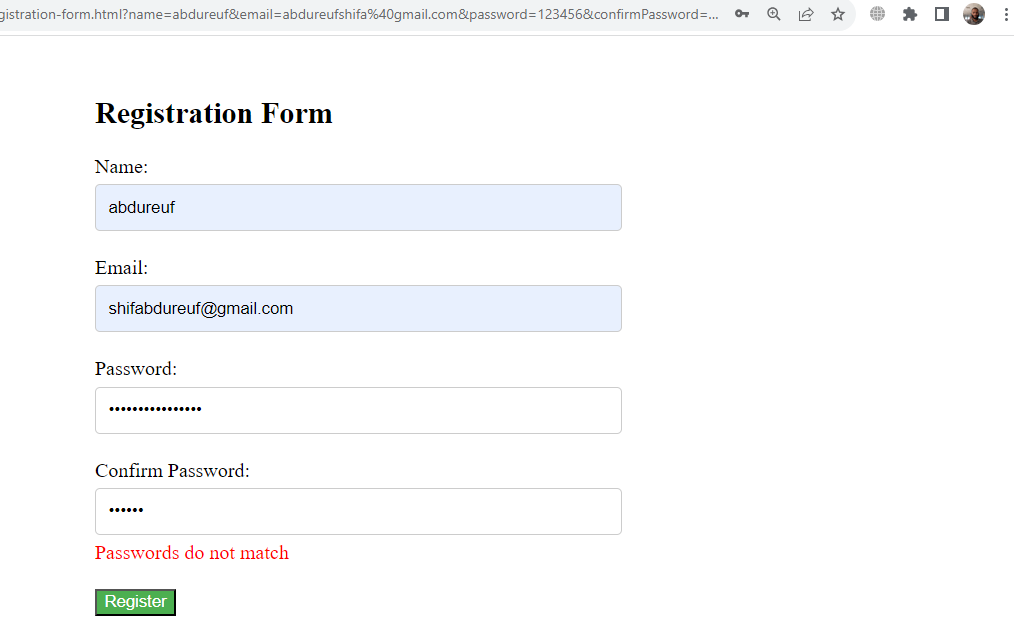 gistration-form.html?name=abdureuf&email=abdureufshifa%40gmail.com&password=123456&confirmPassword=...
Registration Form
Name:
abdureuf
Email:
shifabdureuf@gmail.com
Password:
••••••••••••••••
Confirm Password:
••••••
Passwords do not match
Register